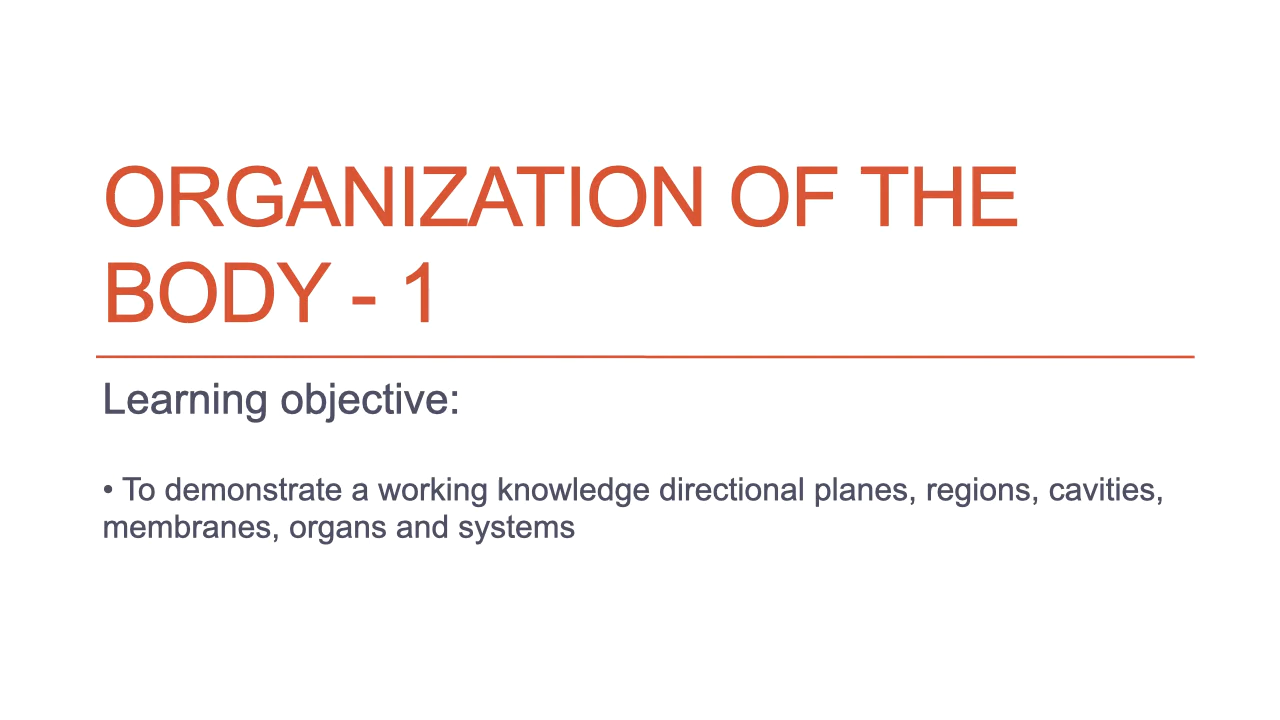 ORGANIZATION OF THE
BODY - 1
Learning objective:
• To demonstrate a working knowledge directional planes, regions, cavities,
membranes, organs and systems